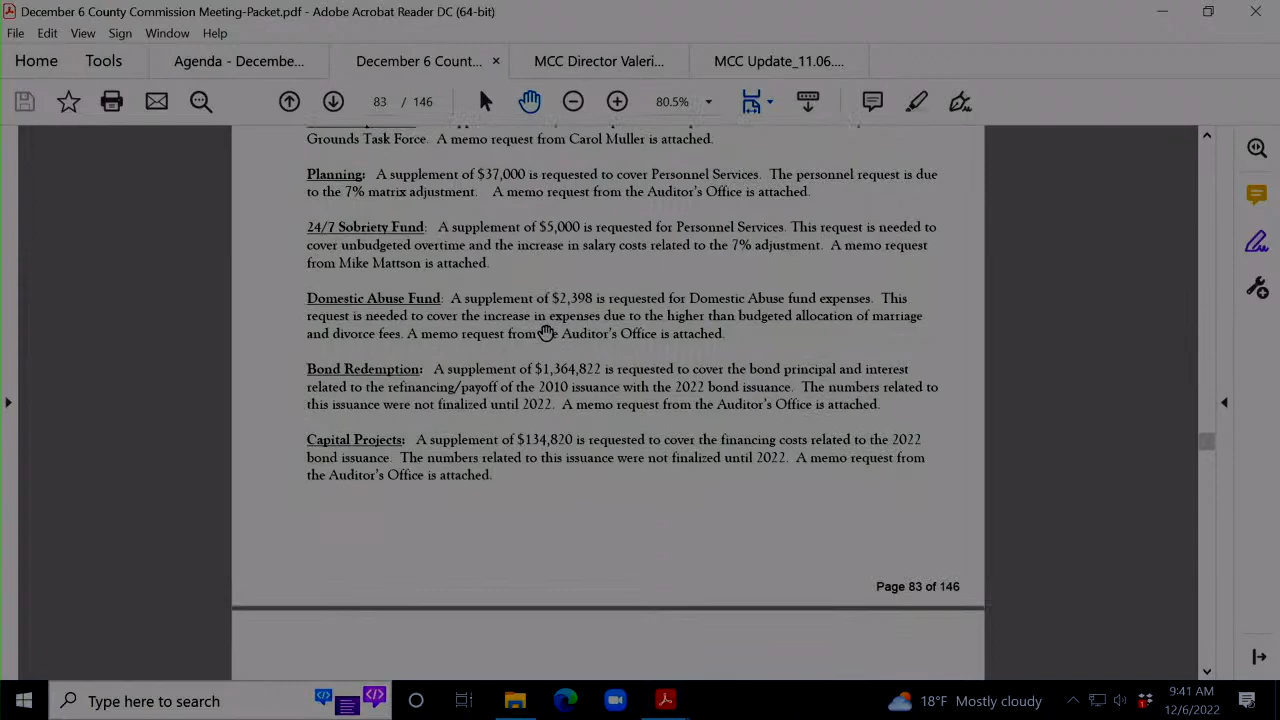 December 6 County Commission Meeting-Packet.pdf - Adobe Acrobat Reader DC (64-bit)
File Edit View Sign Window Help
Home Tools Agenda - Decembe... December 6 Count... × MCC Director Valeri... MCC Update_11.06....
83 / 146 80.5%
Grounds Task Force. A memo request from Carol Muller is attached.
Planning: A supplement of $37,000 is requested to cover Personnel Services. The personnel request is due
to the 7% matrix adjustment. A memo request from the Auditor's Office is attached.
24/7 Sobriety Fund: A supplement of $5,000 is requested for Personnel Services. This request is needed to
cover unbudgeted overtime and the increase in salary costs related to the 7% adjustment. A memo request
from Mike Mattson is attached.
Domestic Abuse Fund: A supplement of $2,398 is requested for Domestic Abuse fund expenses. This
request is needed to cover the increase in expenses due to the higher than budgeted allocation of marriage
and divorce fees. A memo request from Auditor's Office is attached.
Bond Redemption: A supplement of $1,364,822 is requested to cover the bond principal and interest
related to the refinancing/payoff of the 2010 issuance with the 2022 bond issuance. The numbers related to
this issuance were not finalized until 2022. A memo request from the Auditor's Office is attached.
Capital Projects: A supplement of $134,820 is requested to cover the financing costs related to the 2022
bond issuance. The numbers related to this issuance were not finalized until 2022. A memo request from
the Auditor's Office is attached.
Page 83 of 146
Type here to search 18°F Mostly cloudy 9:41 AM
12/6/2022